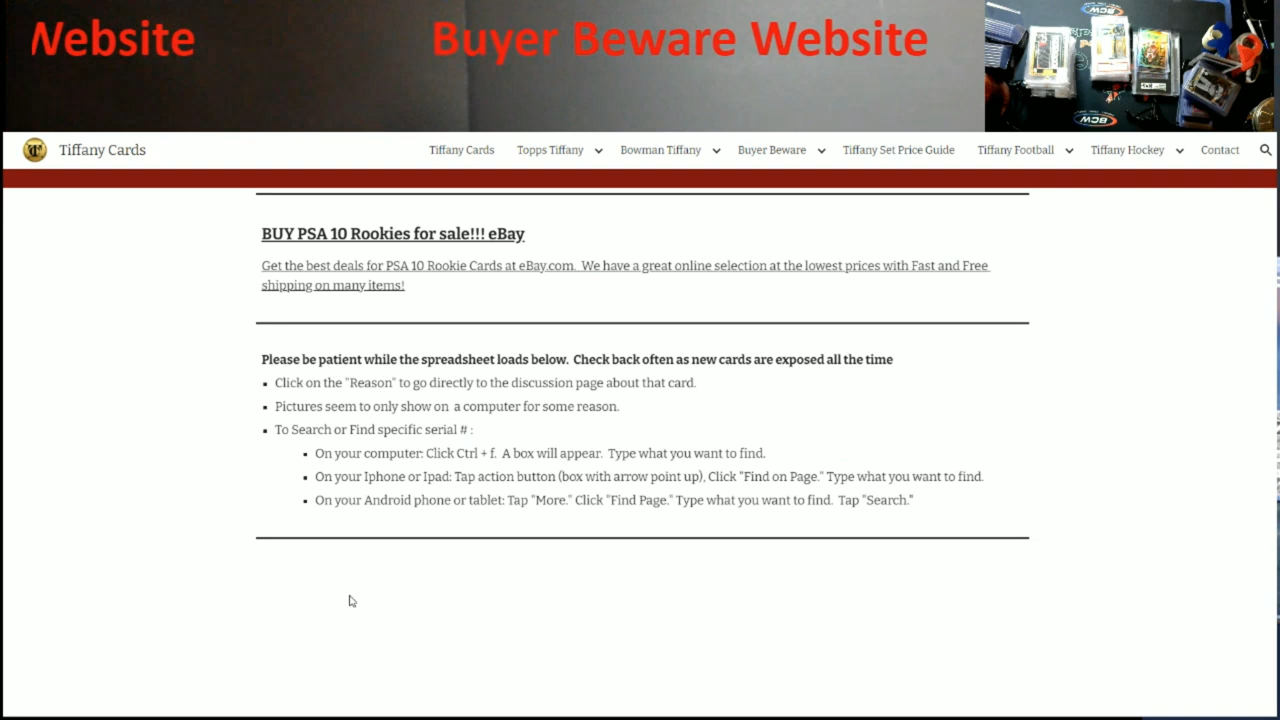 Website
Buyer Beware Website
BCW
BCW
Tiffany Cards
Tiffany Cards
Topps Tiffany
Bowman Tiffany
Buyer Beware
Tiffany Set Price Guide
Tiffany Football
Tiffany Hockey
Contact
BUY PSA 10 Rookies for sale!!! eBay
Get the best deals for PSA 10 Rookie Cards at eBay.com. We have a great online selection at the lowest prices with Fast and Free
shipping on many items!
Please be patient while the spreadsheet loads below. Check back often as new cards are exposed all the time
Click on the "Reason" to go directly to the discussion page about that card.
Pictures seem to only show on a computer for some reason.
To Search or Find specific serial # :
On your computer: Click Ctrl + f. A box will appear. Type what you want to find.
On your Iphone or Ipad: Tap action button (box with arrow point up), Click "Find on Page." Type what you want to find.
On your Android phone or tablet: Tap "More." Click "Find Page." Type what you want to find. Tap "Search."